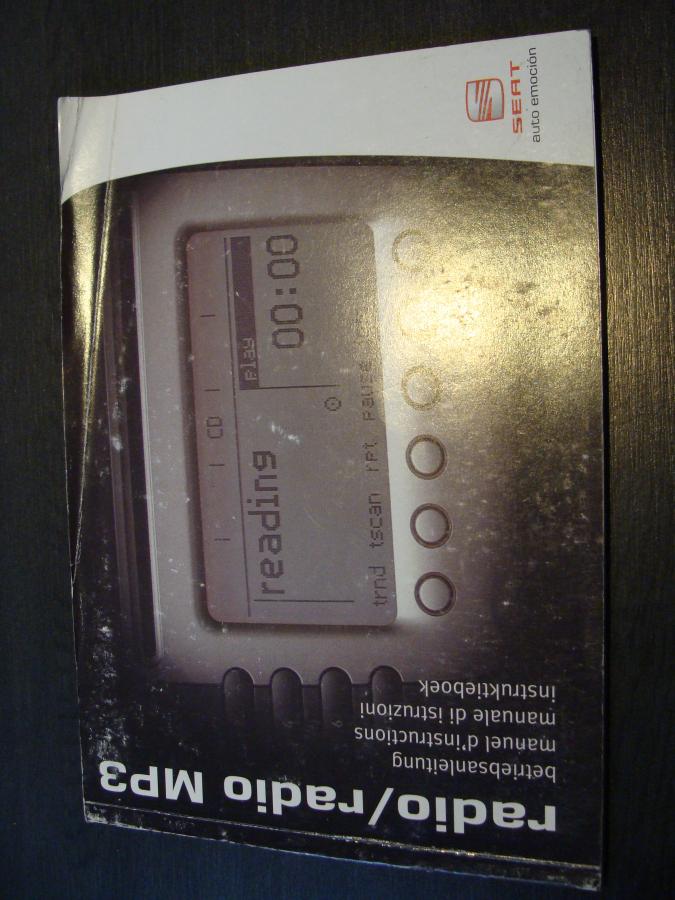 radio/radio MP3
betriebsanleitung
manuel d'instructions
manuale di istruzioni
instruktieboek
CD
reading
play
00:00
trnd tscan rpt pause
SEAT
auto emoción